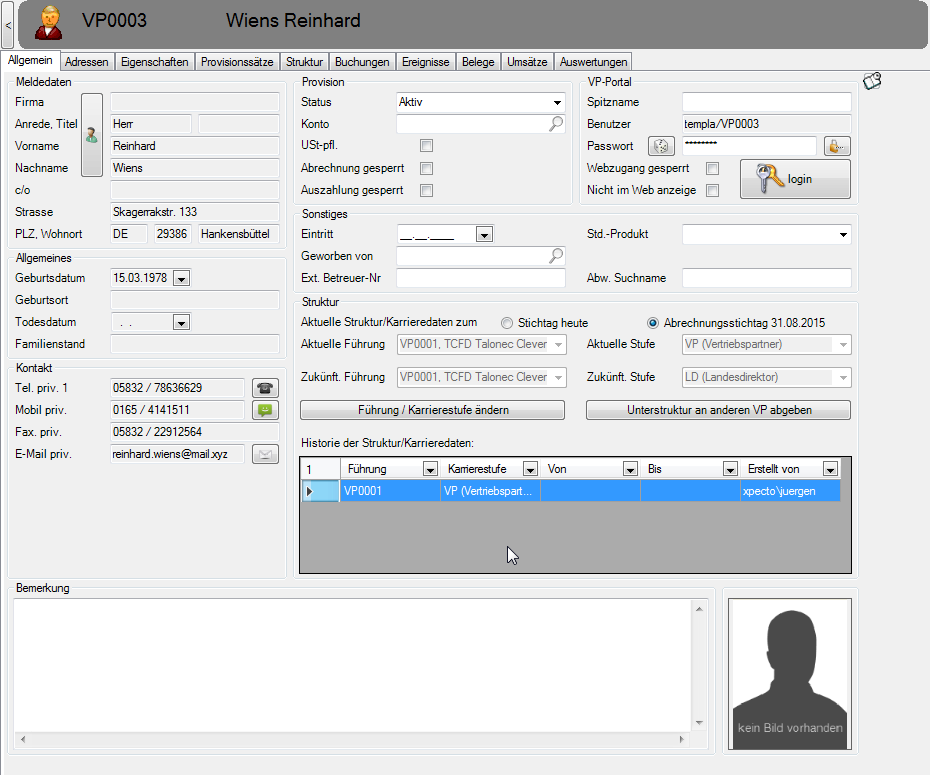 <
VP0003 Wiens Reinhard
Allgemein Adressen Eigenschaften Provisionssätze Struktur Buchungen Ereignisse Belege Umsätze Auswertungen
Meldedaten
Firma
Anrede, Titel Herr
Vorname Reinhard
Nachname Wiens
c/o
Strasse Skagerrakstr. 133
PLZ, Wohnort DE 29386 Hankensbüttel
Allgemeines
Geburtsdatum 15.03.1978
Geburtsort
Todesdatum . .
Familienstand
Kontakt
Tel. priv. 1 05832 / 78636629
Mobil priv. 0165 / 4141511
Fax. priv. 05832 / 22912564
E-Mail priv. reinhard.wiens@mail.xyz
Provision
Status Aktiv
Konto
USt-pfl.
Abrechnung gesperrt
Auszahlung gesperrt
VP-Portal
Spitzname
Benutzer templa/VP0003
Passwort ********
Webzugang gesperrt
Nicht im Web anzeige
login
Sonstiges
Eintritt __.__.____
Std.-Produkt
Geworben von
Ext. Betreuer-Nr
Abw. Suchname
Struktur
Aktuelle Struktur/Karrieredaten zum Stichtag heute Abrechnungsstichtag 31.08.2015
Aktuelle Führung VP0001, TCFD Talonec Clever Aktuelle Stufe VP (Vertriebspartner)
Zukünft. Führung VP0001, TCFD Talonec Clever Zukünft. Stufe LD (Landesdirektor)
Führung / Karrierestufe ändern Unterstruktur an anderen VP abgeben
Historie der Struktur/Karrieredaten:
1 Führung Karrierestufe Von Bis Erstellt von
VP0001 VP (Vertriebspart... xpecto\juergen
Bemerkung
kein Bild vorhanden